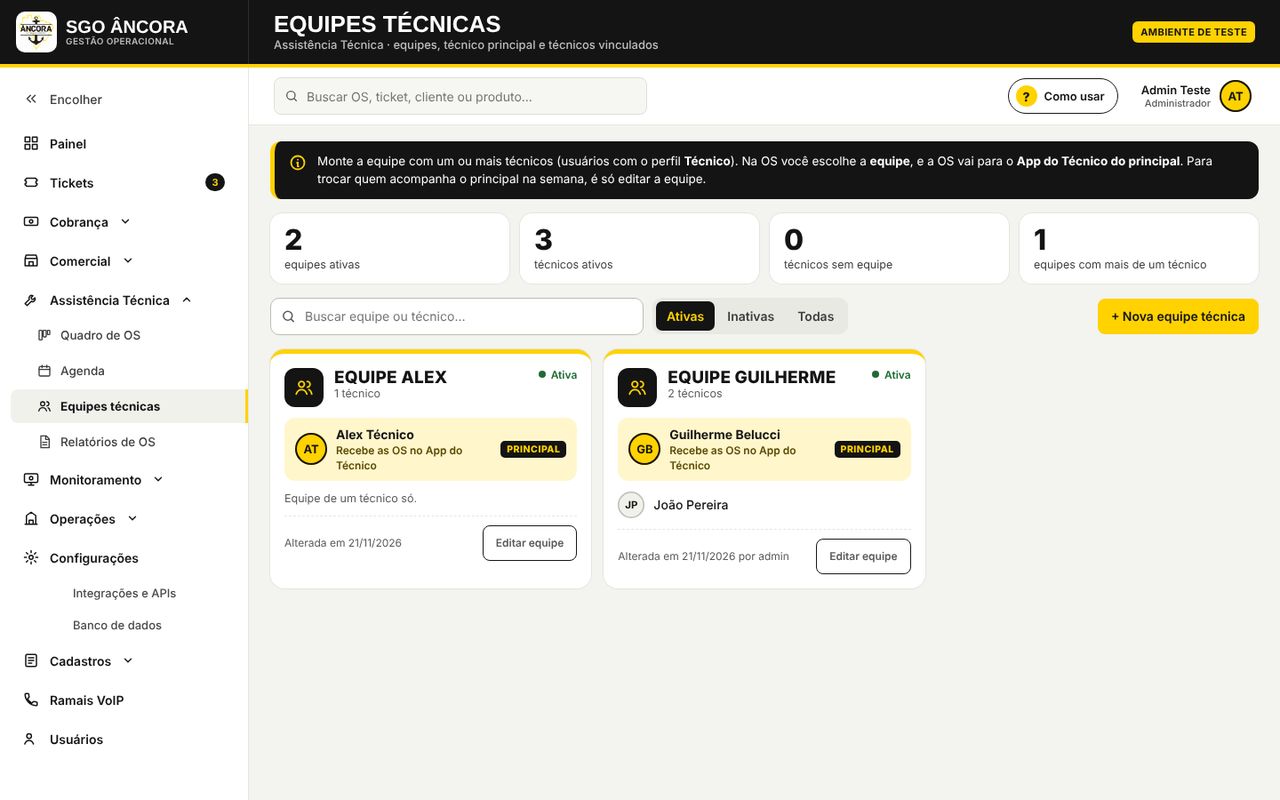 ÂNCORA
SGO ÂNCORA
GESTÃO OPERACIONAL
EQUIPES TÉCNICAS
Assistência Técnica · equipes, técnico principal e técnicos vinculados
AMBIENTE DE TESTE
Encolher
Painel
Tickets
3
Cobrança
Comercial
Assistência Técnica
Quadro de OS
Agenda
Equipes técnicas
Relatórios de OS
Monitoramento
Operações
Configurações
Integrações e APIs
Banco de dados
Cadastros
Ramais VoIP
Usuários
Buscar OS, ticket, cliente ou produto...
? Como usar
Admin Teste
Administrador
AT
Monte a equipe com um ou mais técnicos (usuários com o perfil Técnico). Na OS você escolhe a equipe, e a OS vai para o App do Técnico do principal. Para
trocar quem acompanha o principal na semana, é só editar a equipe.
2
equipes ativas
3
técnicos ativos
0
técnicos sem equipe
1
equipes com mais de um técnico
Buscar equipe ou técnico...
Ativas Inativas Todas
+ Nova equipe técnica
EQUIPE ALEX
1 técnico
Ativa
AT
Alex Técnico
Recebe as OS no App do
Técnico
PRINCIPAL
Equipe de um técnico só.
Alterada em 21/11/2026
Editar equipe
EQUIPE GUILHERME
2 técnicos
Ativa
GB
Guilherme Belucci
Recebe as OS no App do
Técnico
PRINCIPAL
JP
João Pereira
Alterada em 21/11/2026 por admin
Editar equipe